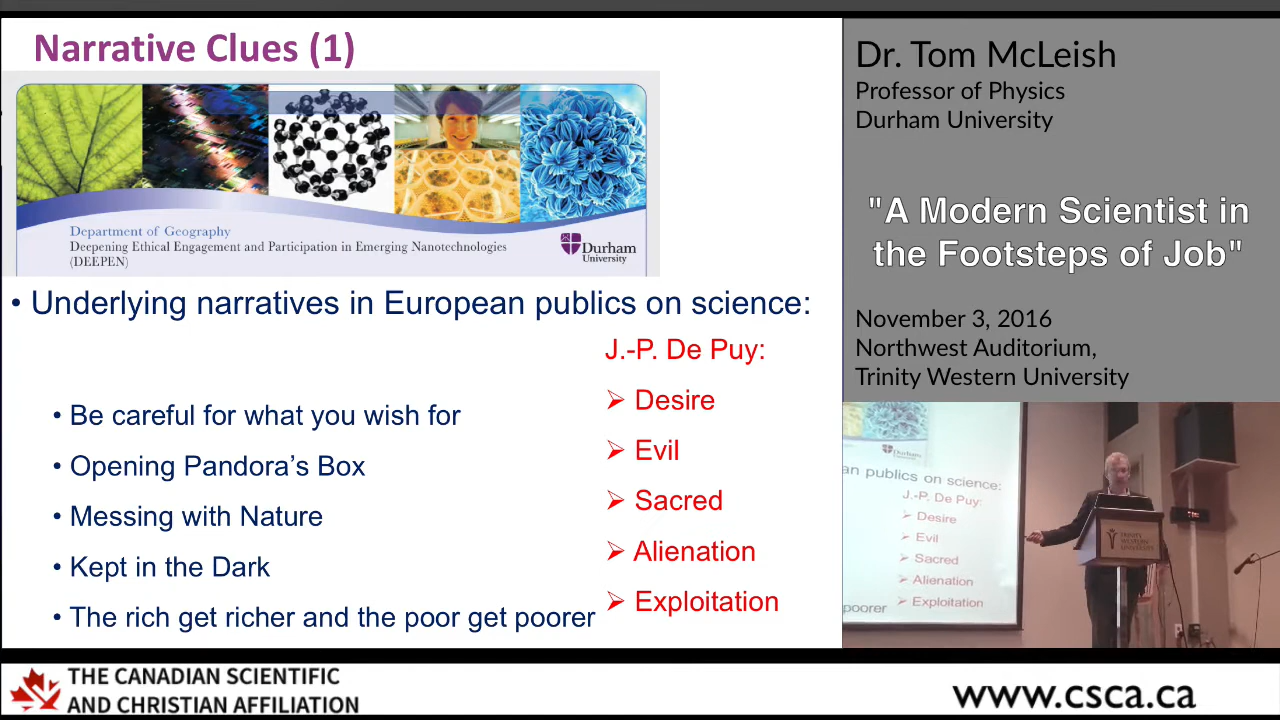 Narrative Clues (1)
Department of Geography
Deepening Ethical Engagement and Participation in Emerging Nanotechnologies
(DEEPEN)
Durham
University
• Underlying narratives in European publics on science:
J.-P. De Puy:
• Be careful for what you wish for
➢ Desire
• Opening Pandora's Box
➢ Evil
• Messing with Nature
➢ Sacred
• Kept in the Dark
➢ Alienation
• The rich get richer and the poor get poorer
➢ Exploitation
Dr. Tom McLeish
Professor of Physics
Durham University
"A Modern Scientist in
the Footsteps of Job"
November 3, 2016
Northwest Auditorium,
Trinity Western University
Durham
an publics on science:
J.-P. De Puy:
➢ Desire
➢ Evil
➢ Sacred
➢ Alienation
➢ Exploitation
poorer
TRINITY
WESTERN
UNIVERSITY
THE CANADIAN SCIENTIFIC
AND CHRISTIAN AFFILIATION
www.csca.ca